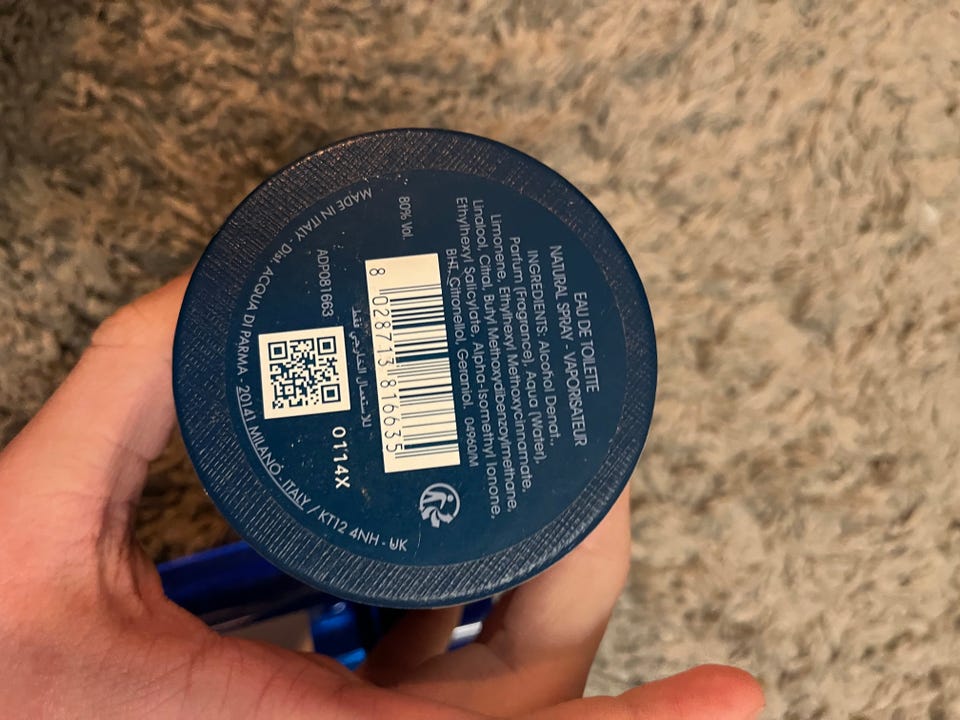 EAU DE TOILETTE
NATURAL SPRAY - VAPORISATEUR
INGREDIENTS: Alcohol Denat.,
Parfum (Fragrance), Aqua (Water),
Limonene, Ethylhexyl Methoxycinnamate,
Linalool, Citral, Butyl Methoxydibenzoylmethane,
Ethylhexyl Salicylate, Alpha-Isomethyl Ionone,
BHT, Citronellol, Geraniol. 04960/M
80% Vol.
8 028713 816635
للاستعمال الخارجي فقط
ADP081663
0114X
MADE IN ITALY - Dist. ACQUA DI PARMA - 20141 MILANO - ITALY / KT12 4NH - UK